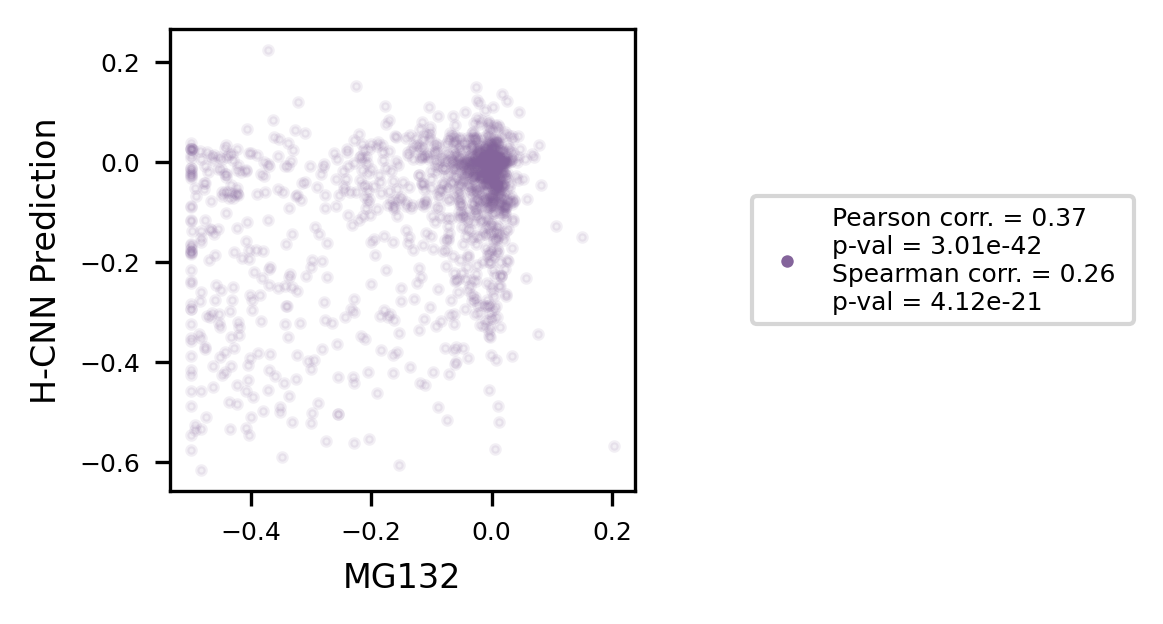 H-CNN Prediction
0.2
0.0
−0.2
−0.4
−0.6
−0.4
−0.2
0.0
0.2
MG132
Pearson corr. = 0.37
p-val = 3.01e-42
Spearman corr. = 0.26
p-val = 4.12e-21